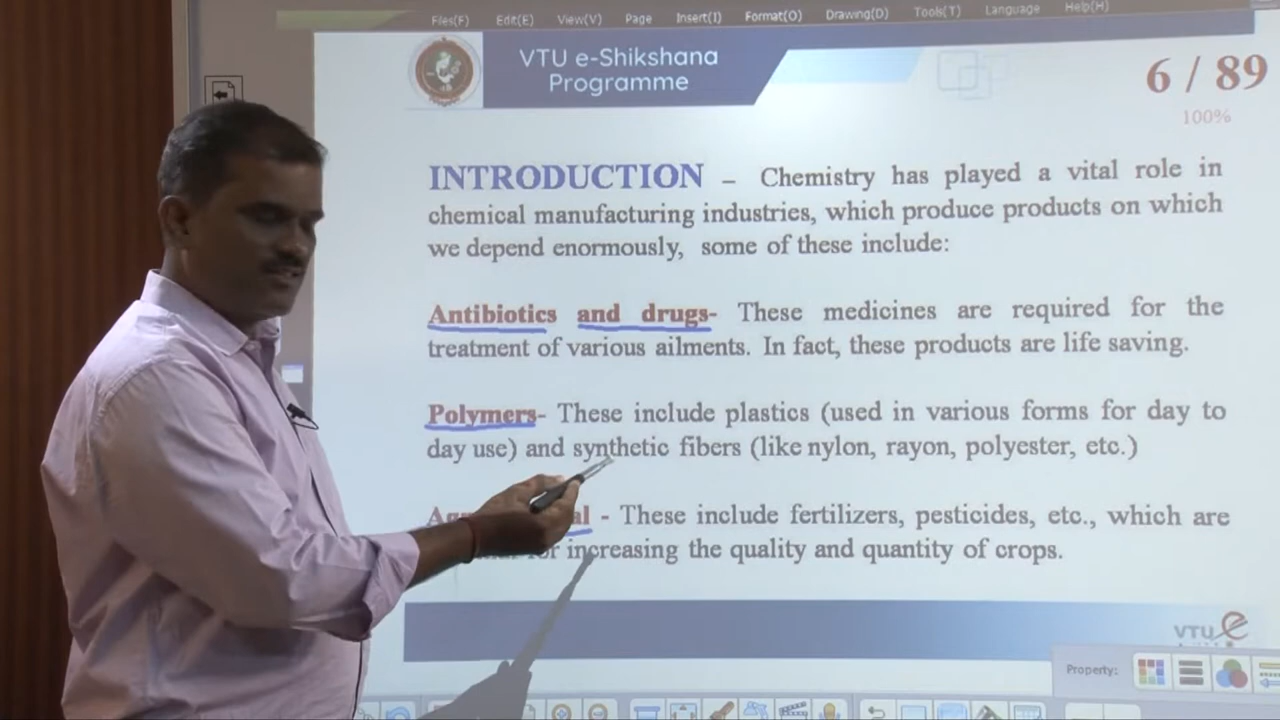 Files(F) Edit(E) View(V) Page Insert(I) Format(O) Drawing(D) Tools(T) Language Help(H)
VTU e-Shikshana
Programme
6 / 89
100%
INTRODUCTION – Chemistry has played a vital role in
chemical manufacturing industries, which produce products on which
we depend enormously, some of these include:
Antibiotics and drugs- These medicines are required for the
treatment of various ailments. In fact, these products are life saving.
Polymers- These include plastics (used in various forms for day to
day use) and synthetic fibers (like nylon, rayon, polyester, etc.)
- These include fertilizers, pesticides, etc., which are
for increasing the quality and quantity of crops.
VTU e
Property: